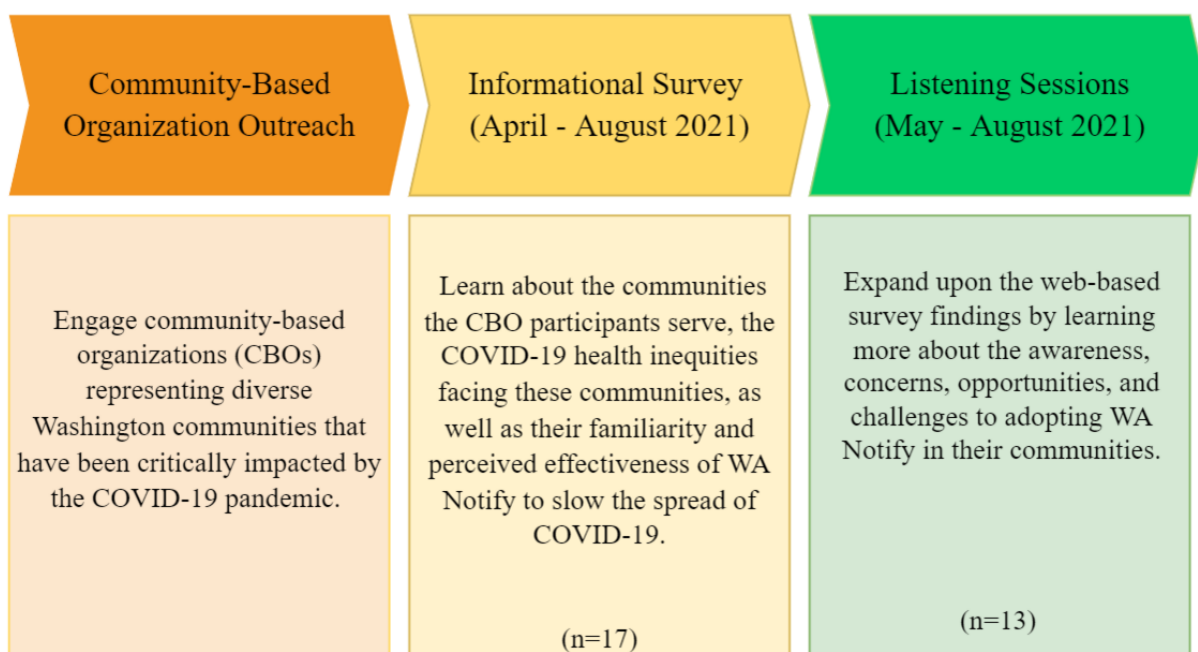 Community-Based
Organization Outreach
Informational Survey
(April - August 2021)
Listening Sessions
(May - August 2021)
Engage community-based
organizations (CBOs)
representing diverse
Washington communities that
have been critically impacted by
the COVID-19 pandemic.
Learn about the communities
the CBO participants serve, the
COVID-19 health inequities
facing these communities, as
well as their familiarity and
perceived effectiveness of WA
Notify to slow the spread of
COVID-19.
(n=17)
Expand upon the web-based
survey findings by learning
more about the awareness,
concerns, opportunities, and
challenges to adopting WA
Notify in their communities.
(n=13)